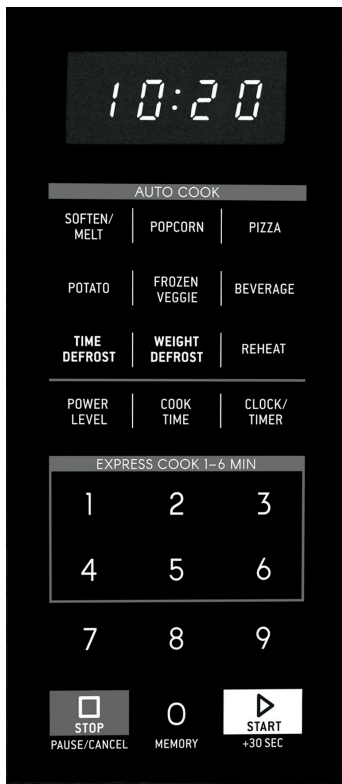 10:20
AUTO COOK
SOFTEN/
MELT
POPCORN
PIZZA
POTATO
FROZEN
VEGGIE
BEVERAGE
TIME
DEFROST
WEIGHT
DEFROST
REHEAT
POWER
LEVEL
COOK
TIME
CLOCK/
TIMER
EXPRESS COOK 1-6 MIN
1 2 3
4 5 6
7 8 9
STOP
PAUSE/CANCEL
0
MEMORY
START
+30 SEC